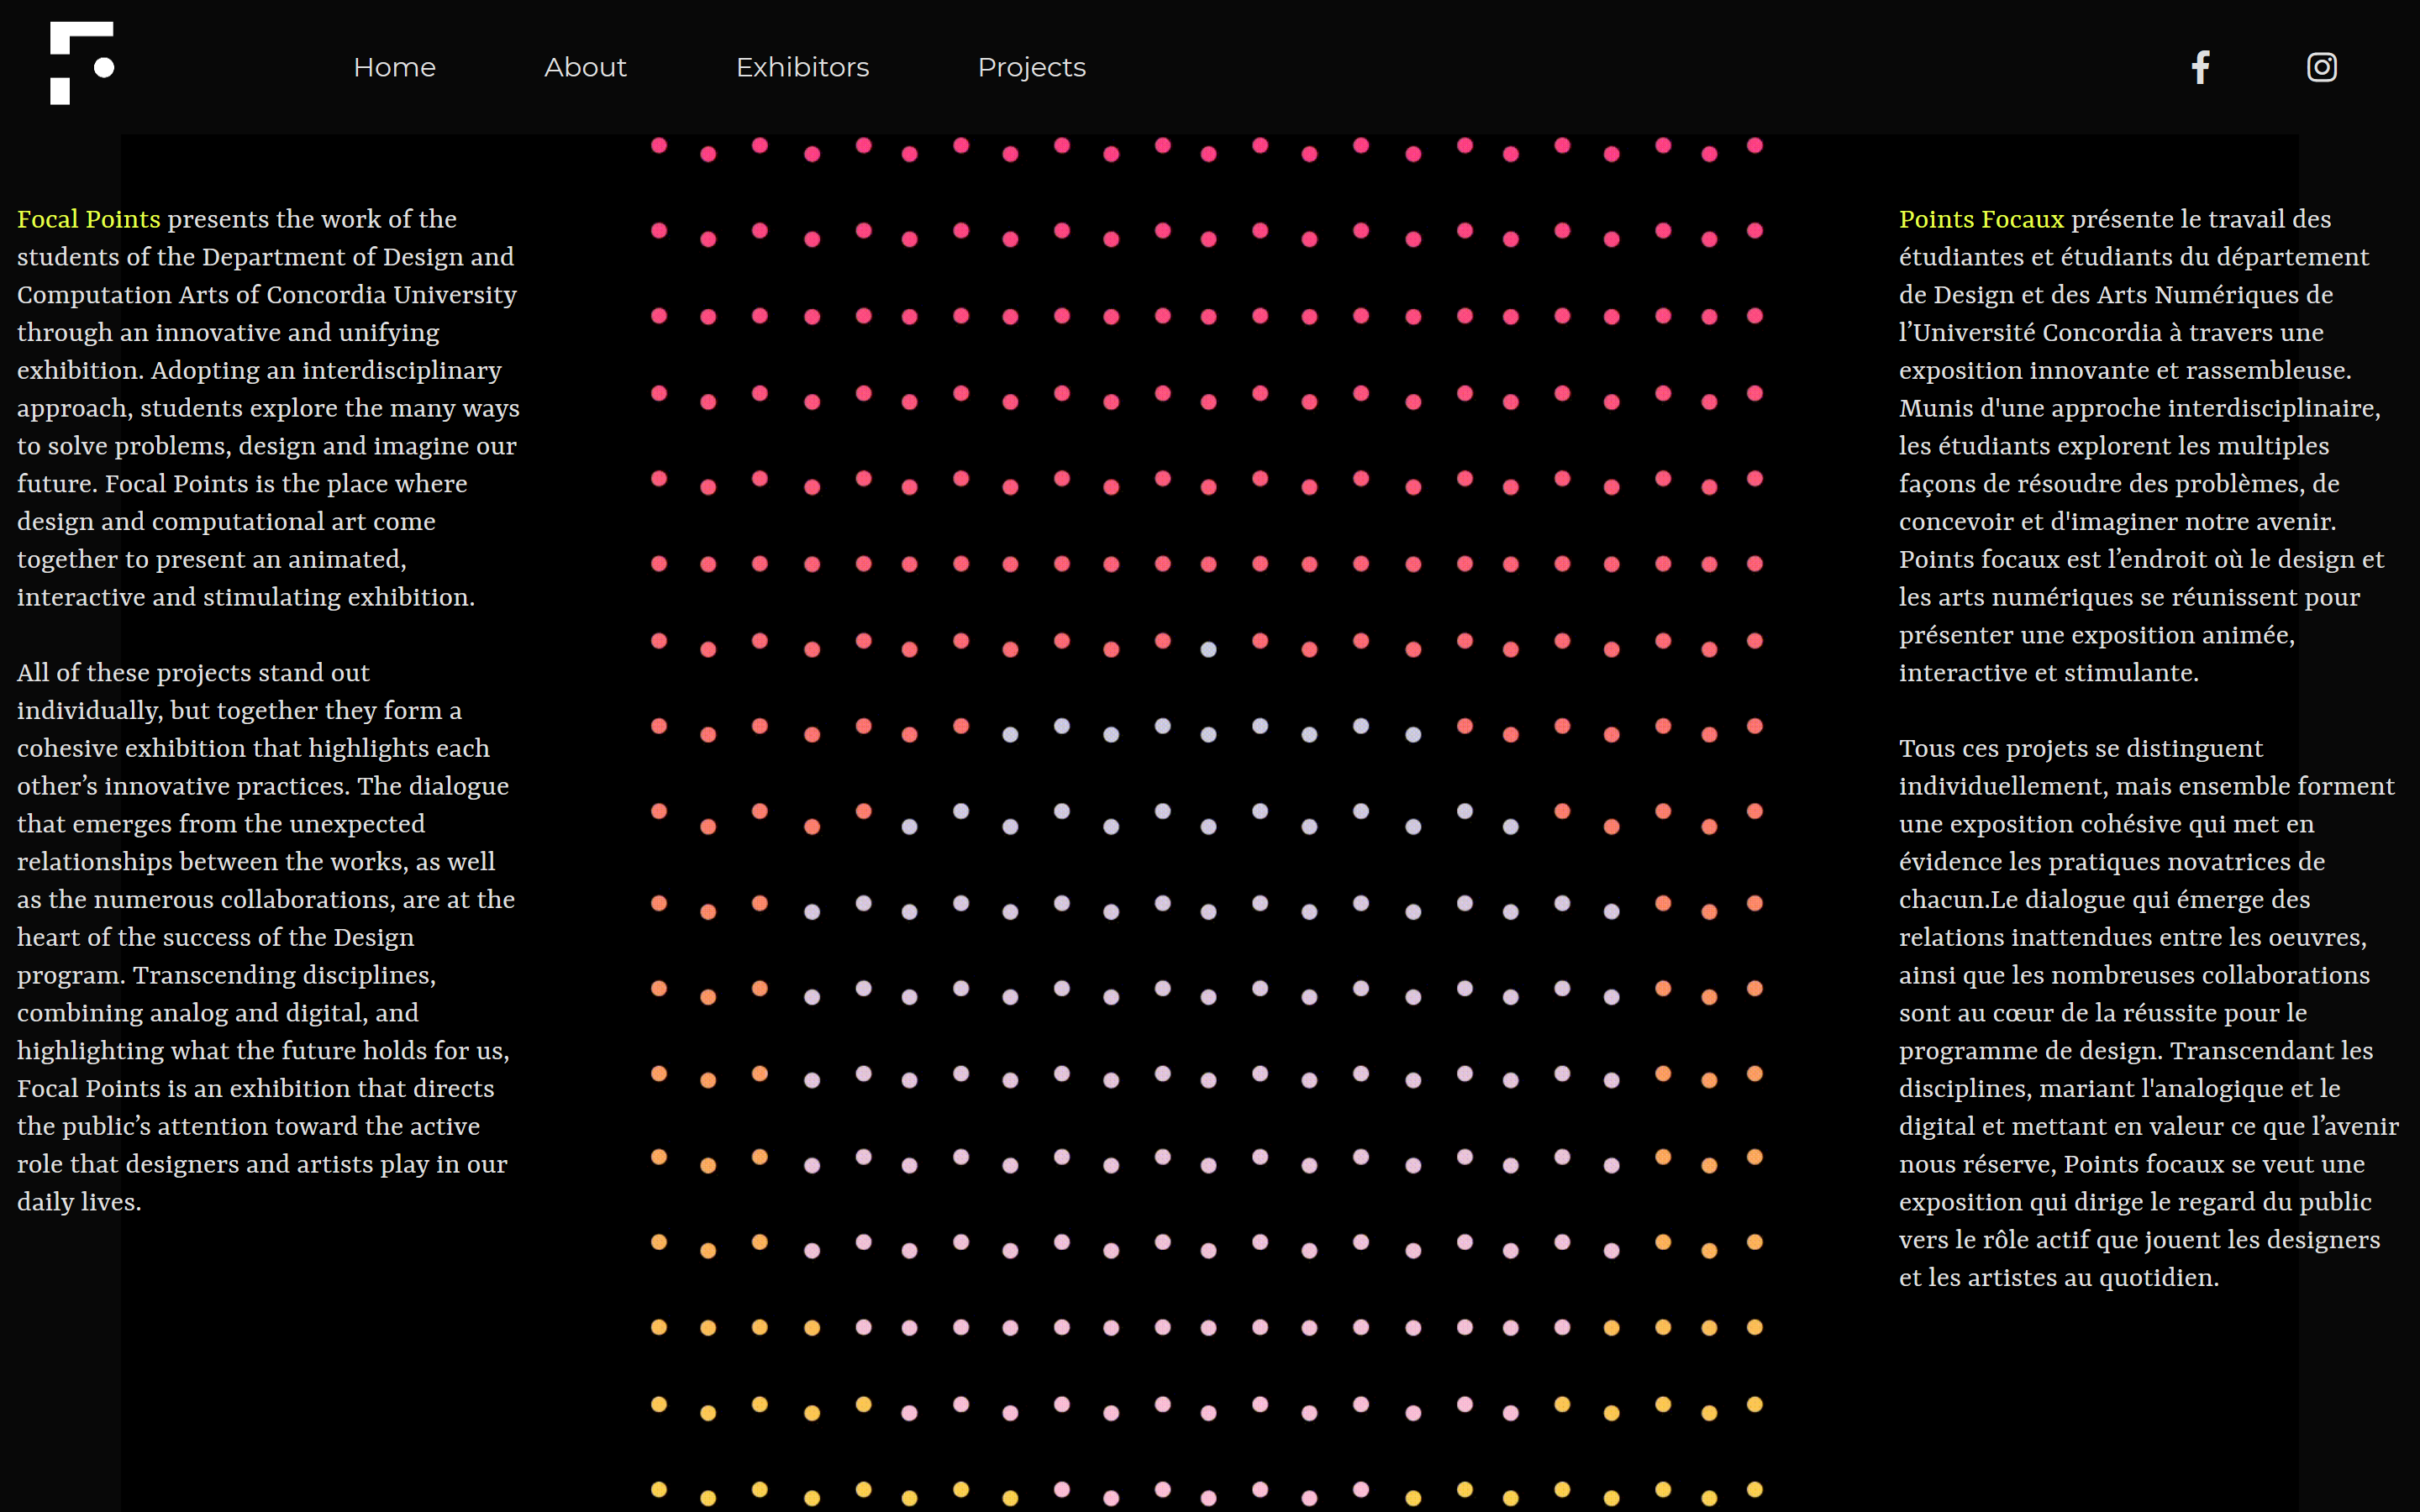 Home
About
Exhibitors
Projects
Focal Points presents the work of the
students of the Department of Design and
Computation Arts of Concordia University
through an innovative and unifying
exhibition. Adopting an interdisciplinary
approach, students explore the many ways
to solve problems, design and imagine our
future. Focal Points is the place where
design and computational art come
together to present an animated,
interactive and stimulating exhibition.
All of these projects stand out
individually, but together they form a
cohesive exhibition that highlights each
other’s innovative practices. The dialogue
that emerges from the unexpected
relationships between the works, as well
as the numerous collaborations, are at the
heart of the success of the Design
program. Transcending disciplines,
combining analog and digital, and
highlighting what the future holds for us,
Focal Points is an exhibition that directs
the public’s attention toward the active
role that designers and artists play in our
daily lives.
Points Focaux présente le travail des
étudiantes et étudiants du département
de Design et des Arts Numériques de
l’Université Concordia à travers une
exposition innovante et rassembleuse.
Munis d'une approche interdisciplinaire,
les étudiants explorent les multiples
façons de résoudre des problèmes, de
concevoir et d'imaginer notre avenir.
Points focaux est l’endroit où le design et
les arts numériques se réunissent pour
présenter une exposition animée,
interactive et stimulante.
Tous ces projets se distinguent
individuellement, mais ensemble forment
une exposition cohésive qui met en
évidence les pratiques novatrices de
chacun.Le dialogue qui émerge des
relations inattendues entre les oeuvres,
ainsi que les nombreuses collaborations
sont au cœur de la réussite pour le
programme de design. Transcendant les
disciplines, mariant l'analogique et le
digital et mettant en valeur ce que l’avenir
nous réserve, Points focaux se veut une
exposition qui dirige le regard du public
vers le rôle actif que jouent les designers
et les artistes au quotidien.